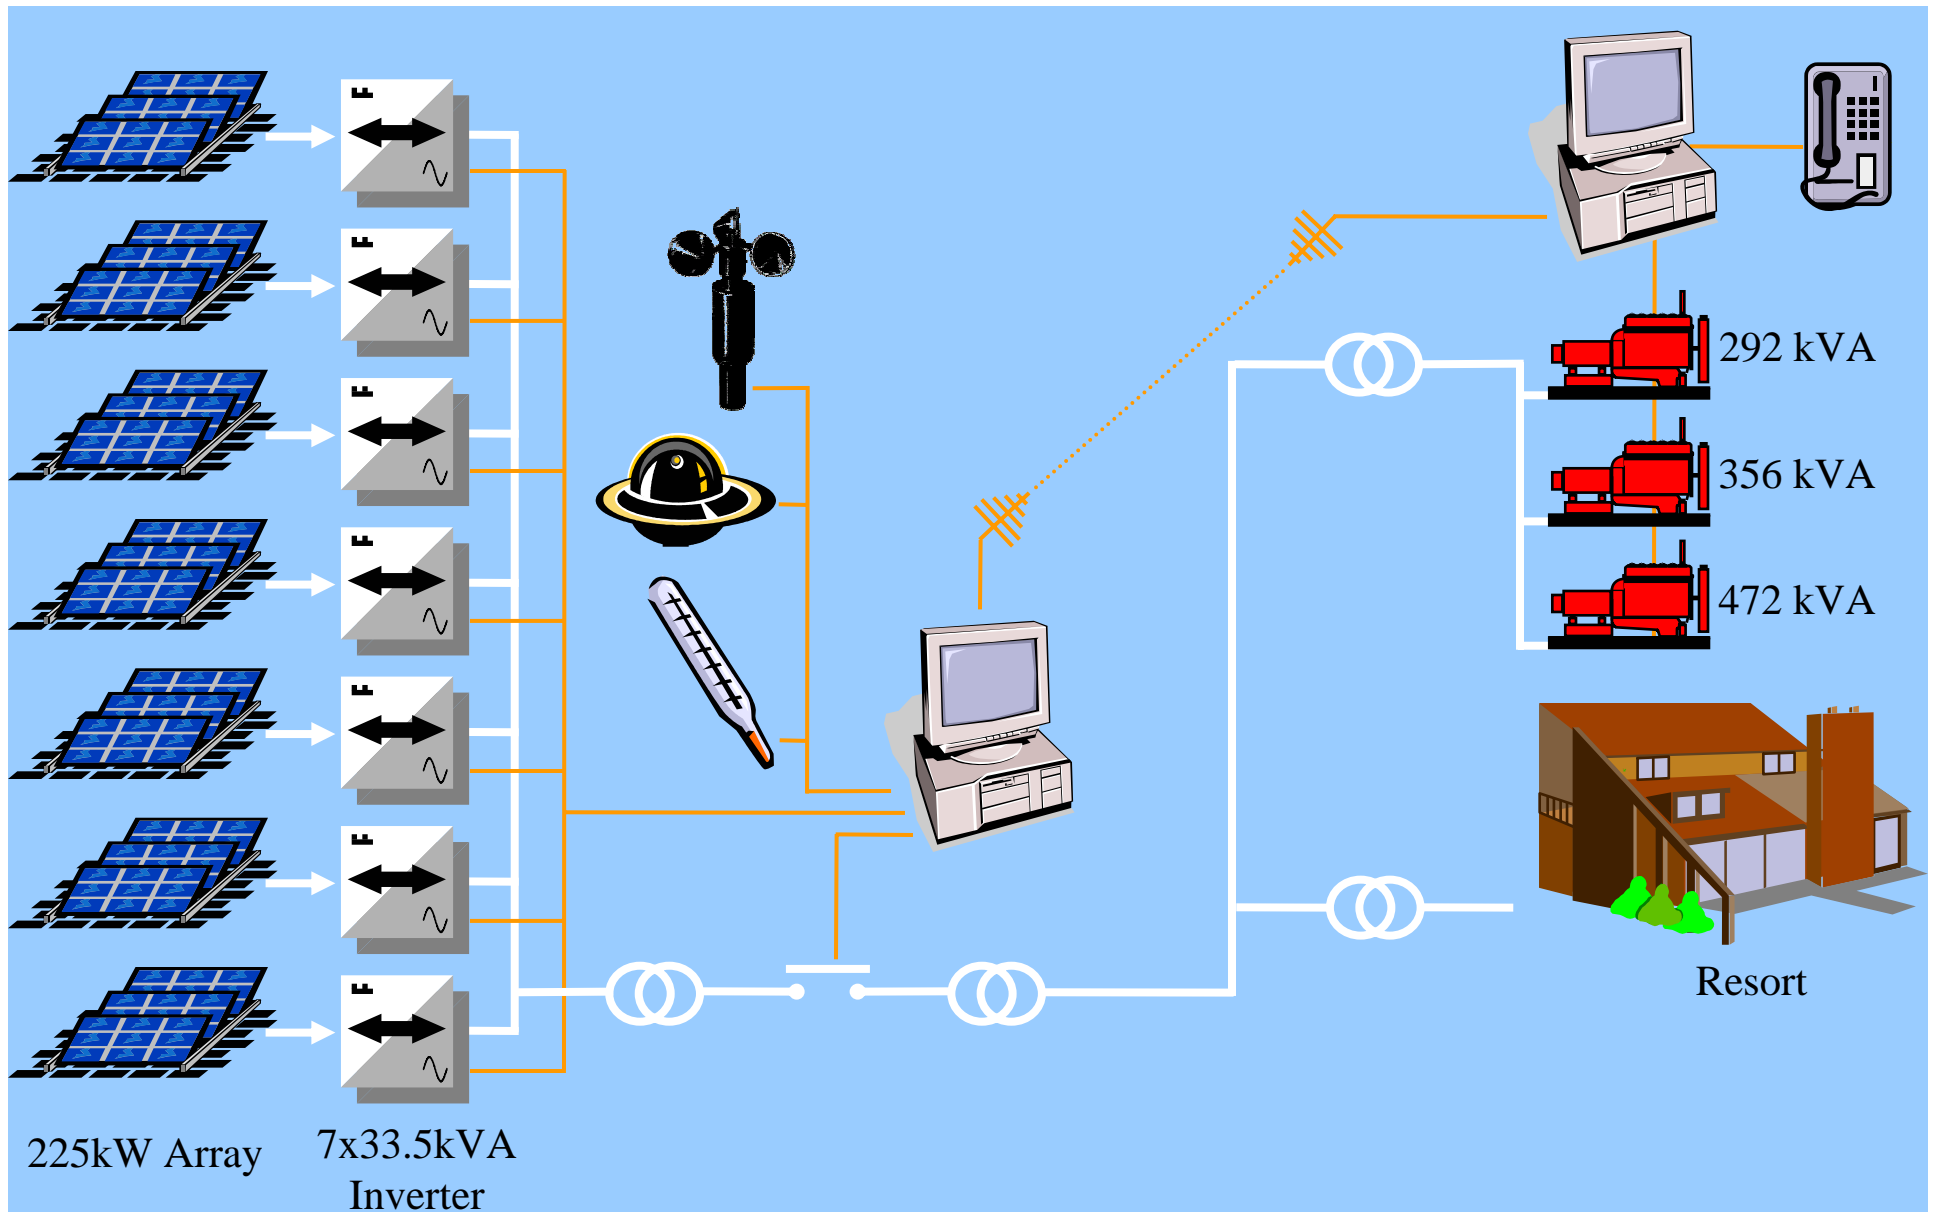 F
F
F
F
F
F
F
292 kVA
356 kVA
472 kVA
Resort
225kW Array
7x33.5kVA
Inverter